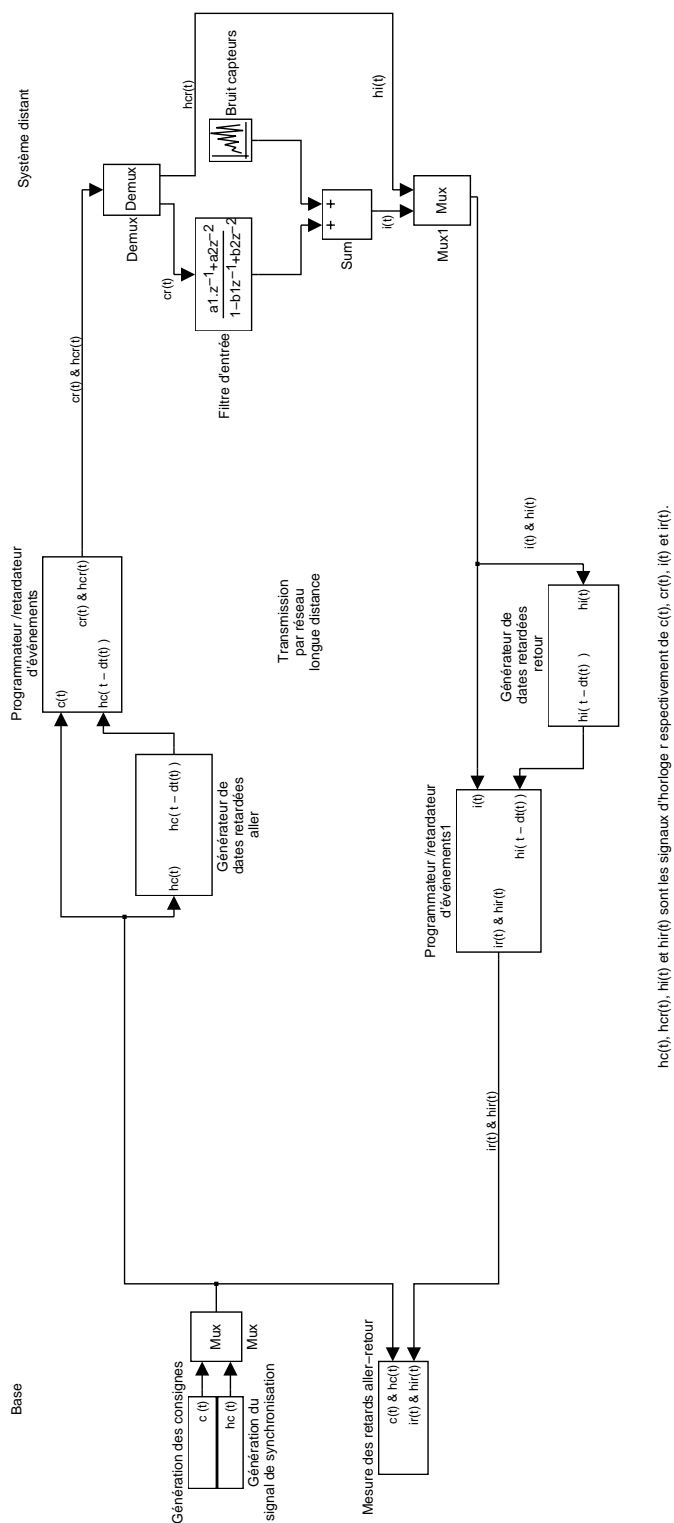 Base
Système distant
Génération des consignes
c (t)
hc (t)
Génération du
signal de synchronisation
Mux
Mux
Mesure des retards aller−retour
c(t) & hc(t)
ir(t) & hir(t)
Programmateur /retardateur
d'événements
c(t)
hc( t − dt(t) )
cr(t) & hcr(t)
hc(t)
hc( t − dt(t) )
Générateur de
dates retardées
aller
cr(t) & hcr(t)
Demux
Demux
hcr(t)
cr(t)
Bruit capteurs
a1.z−1+a2z−2
1−b1z−1+b2z−2
Filtre d'entrée
+
+
Sum
i(t)
hi(t)
Mux
Mux1
Transmission
par réseau
longue distance
i(t) & hi(t)
Générateur de
dates retardées
retour
hi( t − dt(t) )
hi(t)
Programmateur /retardateur
d'événements1
i(t)
hi( t − dt(t) )
ir(t) & hir(t)
ir(t) & hir(t)
hc(t), hcr(t), hi(t) et hir(t) sont les signaux d'horloge r espectivement de c(t), cr(t), i(t) et ir(t).